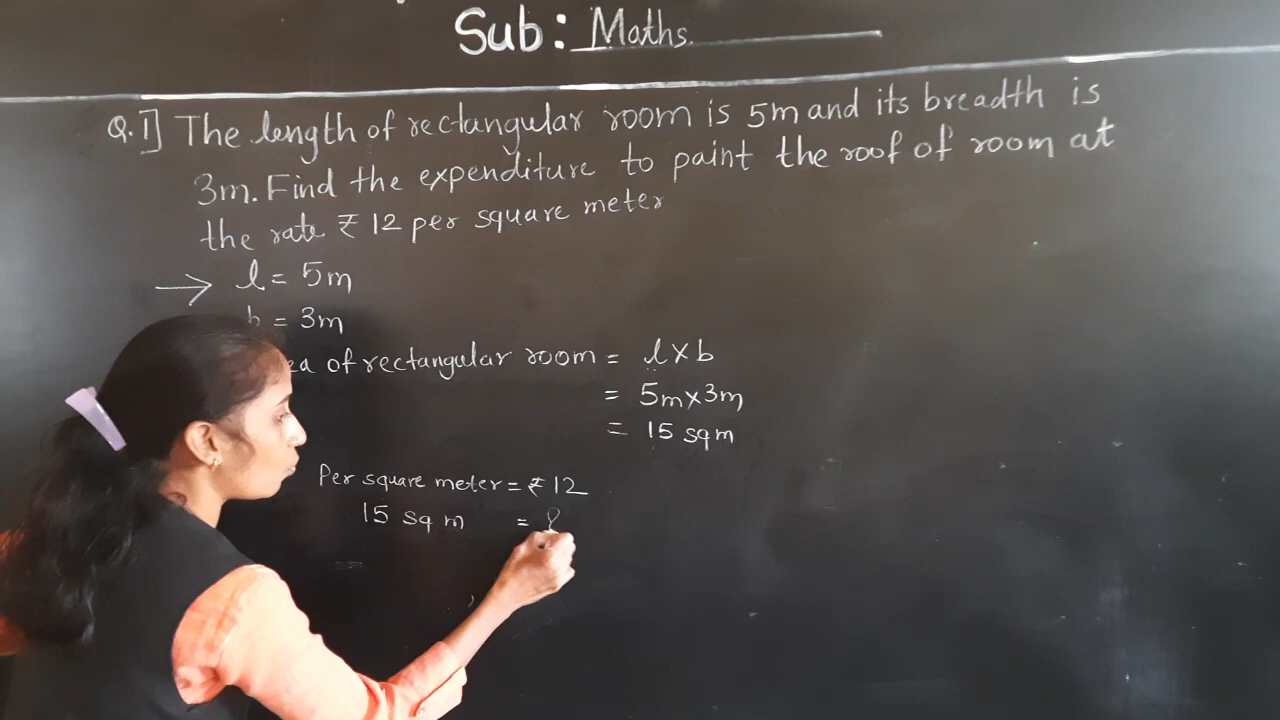 Sub: Maths.
Q.1] The length of rectangular room is 5m and its breadth is
3m. Find the expenditure to paint the roof of room at
the rate ₹ 12 per square meter
→ l = 5m
b = 3m
ea of rectangular room = l × b
= 5m × 3m
= 15 sqm
Per square meter = ₹ 12
15 sq m =